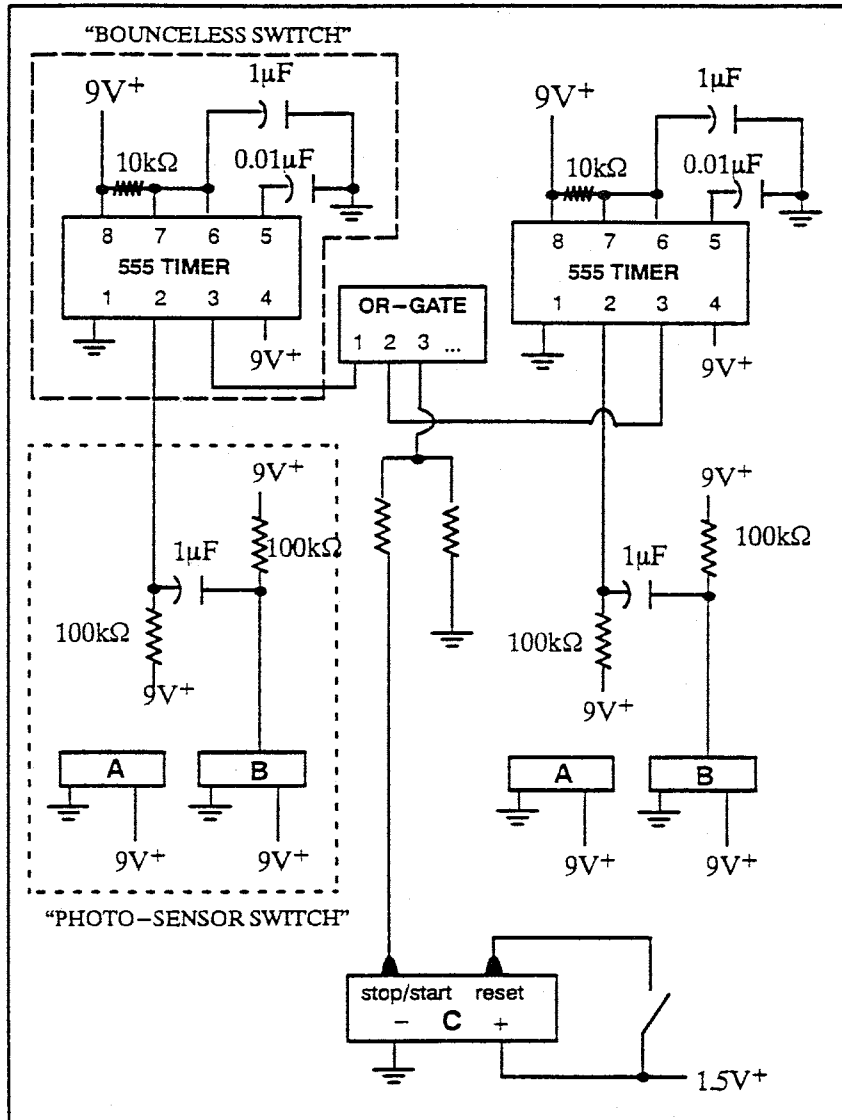 “BOUNCELESS SWITCH”
9V+
1µF
10kΩ
0.01µF
8 7 6 5
555 TIMER
1 2 3 4
9V+
9V+
1µF
10kΩ
0.01µF
8 7 6 5
555 TIMER
1 2 3 4
9V+
OR–GATE
1 2 3 ...
9V+
100kΩ
1µF
100kΩ
9V+
A
B
9V+
9V+
“PHOTO–SENSOR SWITCH”
9V+
100kΩ
1µF
100kΩ
9V+
A
B
9V+
9V+
stop/start reset
– C +
1.5V+